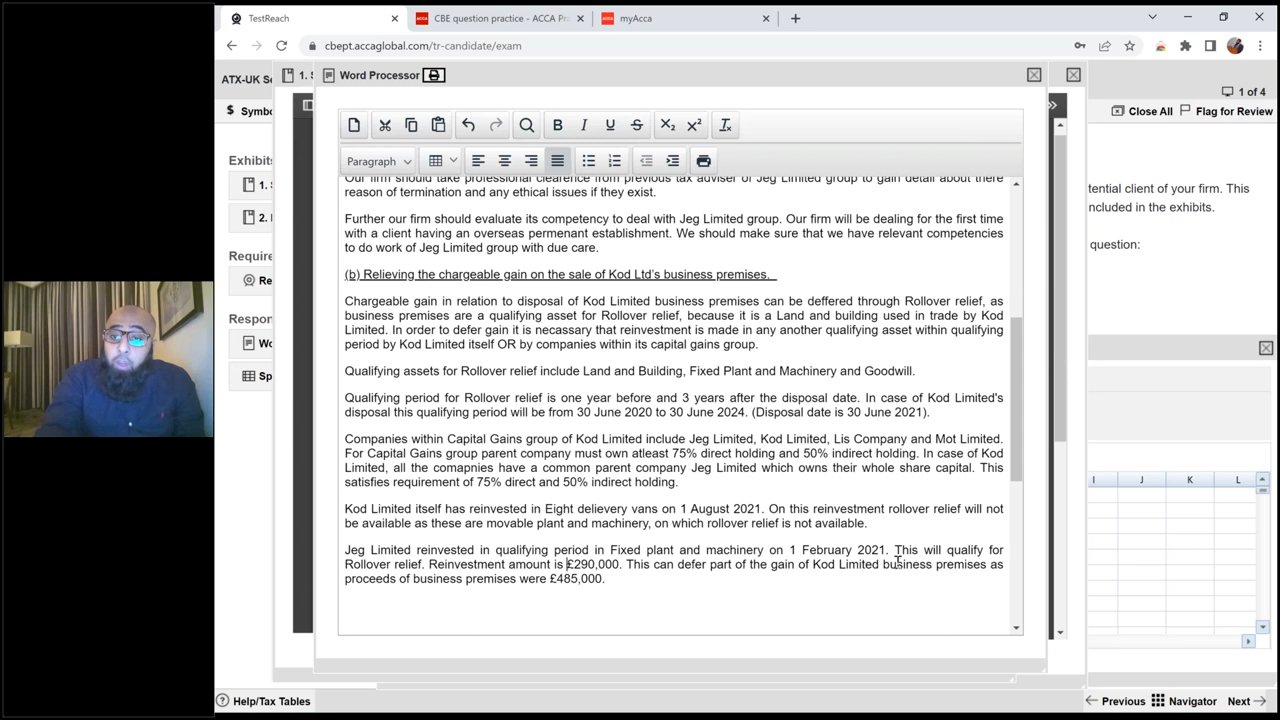 TestReach
CBE question practice - ACCA Pr
myAcca
cbept.accaglobal.com/tr-candidate/exam
ATX-UK Se
1. S
Word Processor
1 of 4
$ Symbo
Close All
Flag for Review
Paragraph
Exhibits
1. S
2.
Require
Re
Respon
Wo
Sp
tential client of your firm. This
ncluded in the exhibits.
question:
Our firm should take professional clearence from previous tax adviser of Jeg Limited group to gain detail about there
reason of termination and any ethical issues if they exist.
Further our firm should evaluate its competency to deal with Jeg Limited group. Our firm will be dealing for the first time
with a client having an overseas permenant establishment. We should make sure that we have relevant competencies
to do work of Jeg Limited group with due care.
(b) Relieving the chargeable gain on the sale of Kod Ltd's business premises.
Chargeable gain in relation to disposal of Kod Limited business premises can be deffered through Rollover relief, as
business premises are a qualifying asset for Rollover relief, because it is a Land and building used in trade by Kod
Limited. In order to defer gain it is necassary that reinvestment is made in any another qualifying asset within qualifying
period by Kod Limited itself OR by companies within its capital gains group.
Qualifying assets for Rollover relief include Land and Building, Fixed Plant and Machinery and Goodwill.
Qualifying period for Rollover relief is one year before and 3 years after the disposal date. In case of Kod Limited's
disposal this qualifying period will be from 30 June 2020 to 30 June 2024. (Disposal date is 30 June 2021).
Companies within Capital Gains group of Kod Limited include Jeg Limited, Kod Limited, Lis Company and Mot Limited.
For Capital Gains group parent company must own atleast 75% direct holding and 50% indirect holding. In case of Kod
Limited, all the comapnies have a common parent company Jeg Limited which owns their whole share capital. This
satisfies requirement of 75% direct and 50% indirect holding.
Kod Limited itself has reinvested in Eight delievery vans on 1 August 2021. On this reinvestment rollover relief will not
be available as these are movable plant and machinery, on which rollover relief is not available.
Jeg Limited reinvested in qualifying period in Fixed plant and machinery on 1 February 2021. This will qualify for
Rollover relief. Reinvestment amount is £290,000. This can defer part of the gain of Kod Limited business premises as
proceeds of business premises were £485,000.
I J K L
Help/Tax Tables
Previous
Navigator
Next